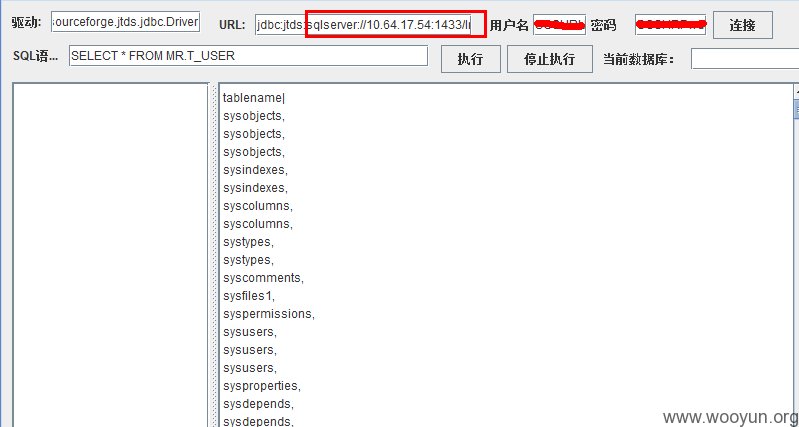 驱动: ourceforge.jtds.jdbc.Driver URL: jdbc:jtds:sqlserver://10.64.17.54:1433/ 用户名 密码 连接
SQL语... SELECT * FROM MR.T_USER 执行 停止执行 当前数据库:
tablename|
sysobjects,
sysobjects,
sysobjects,
sysindexes,
sysindexes,
syscolumns,
syscolumns,
systypes,
systypes,
syscomments,
sysfiles1,
syspermissions,
sysusers,
sysusers,
sysusers,
sysproperties,
sysdepends,
sysdepends,
www.wooyun.org